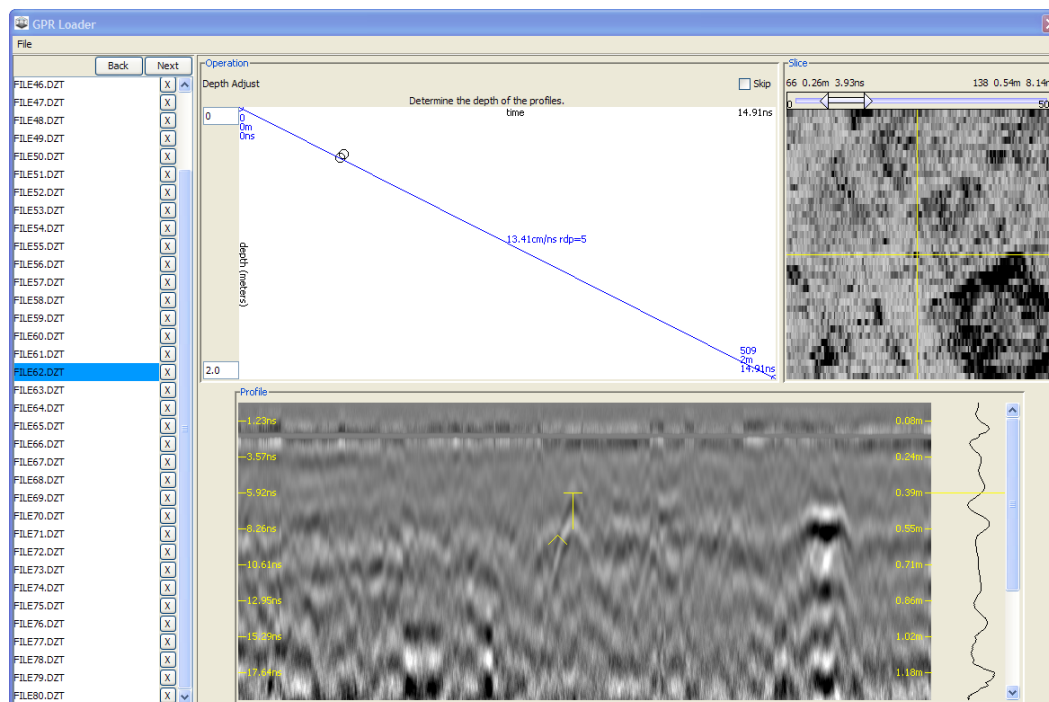 GPR Loader
File
Back Next
FILE46.DZT X
FILE47.DZT X
FILE48.DZT X
FILE49.DZT X
FILE50.DZT X
FILE51.DZT X
FILE52.DZT X
FILE53.DZT X
FILE54.DZT X
FILE55.DZT X
FILE56.DZT X
FILE57.DZT X
FILE58.DZT X
FILE59.DZT X
FILE60.DZT X
FILE61.DZT X
FILE62.DZT X
FILE63.DZT X
FILE64.DZT X
FILE65.DZT X
FILE66.DZT X
FILE67.DZT X
FILE68.DZT X
FILE69.DZT X
FILE70.DZT X
FILE71.DZT X
FILE72.DZT X
FILE73.DZT X
FILE74.DZT X
FILE75.DZT X
FILE76.DZT X
FILE77.DZT X
FILE78.DZT X
FILE79.DZT X
FILE80.DZT X
Operation
Depth Adjust Skip
Determine the depth of the profiles.
time 14.91ns
0
0
0m
0ns
13.41cm/ns rdp=5
depth (meters)
509
2m
14.91ns
2.0
Slice
66 0.26m 3.93ns 138 0.54m 8.14n
0 50
Profile
1.23ns 0.08m
3.57ns 0.24m
5.92ns 0.39m
8.26ns 0.55m
10.61ns 0.71m
12.95ns 0.86m
15.29ns 1.02m
17.64ns 1.18m